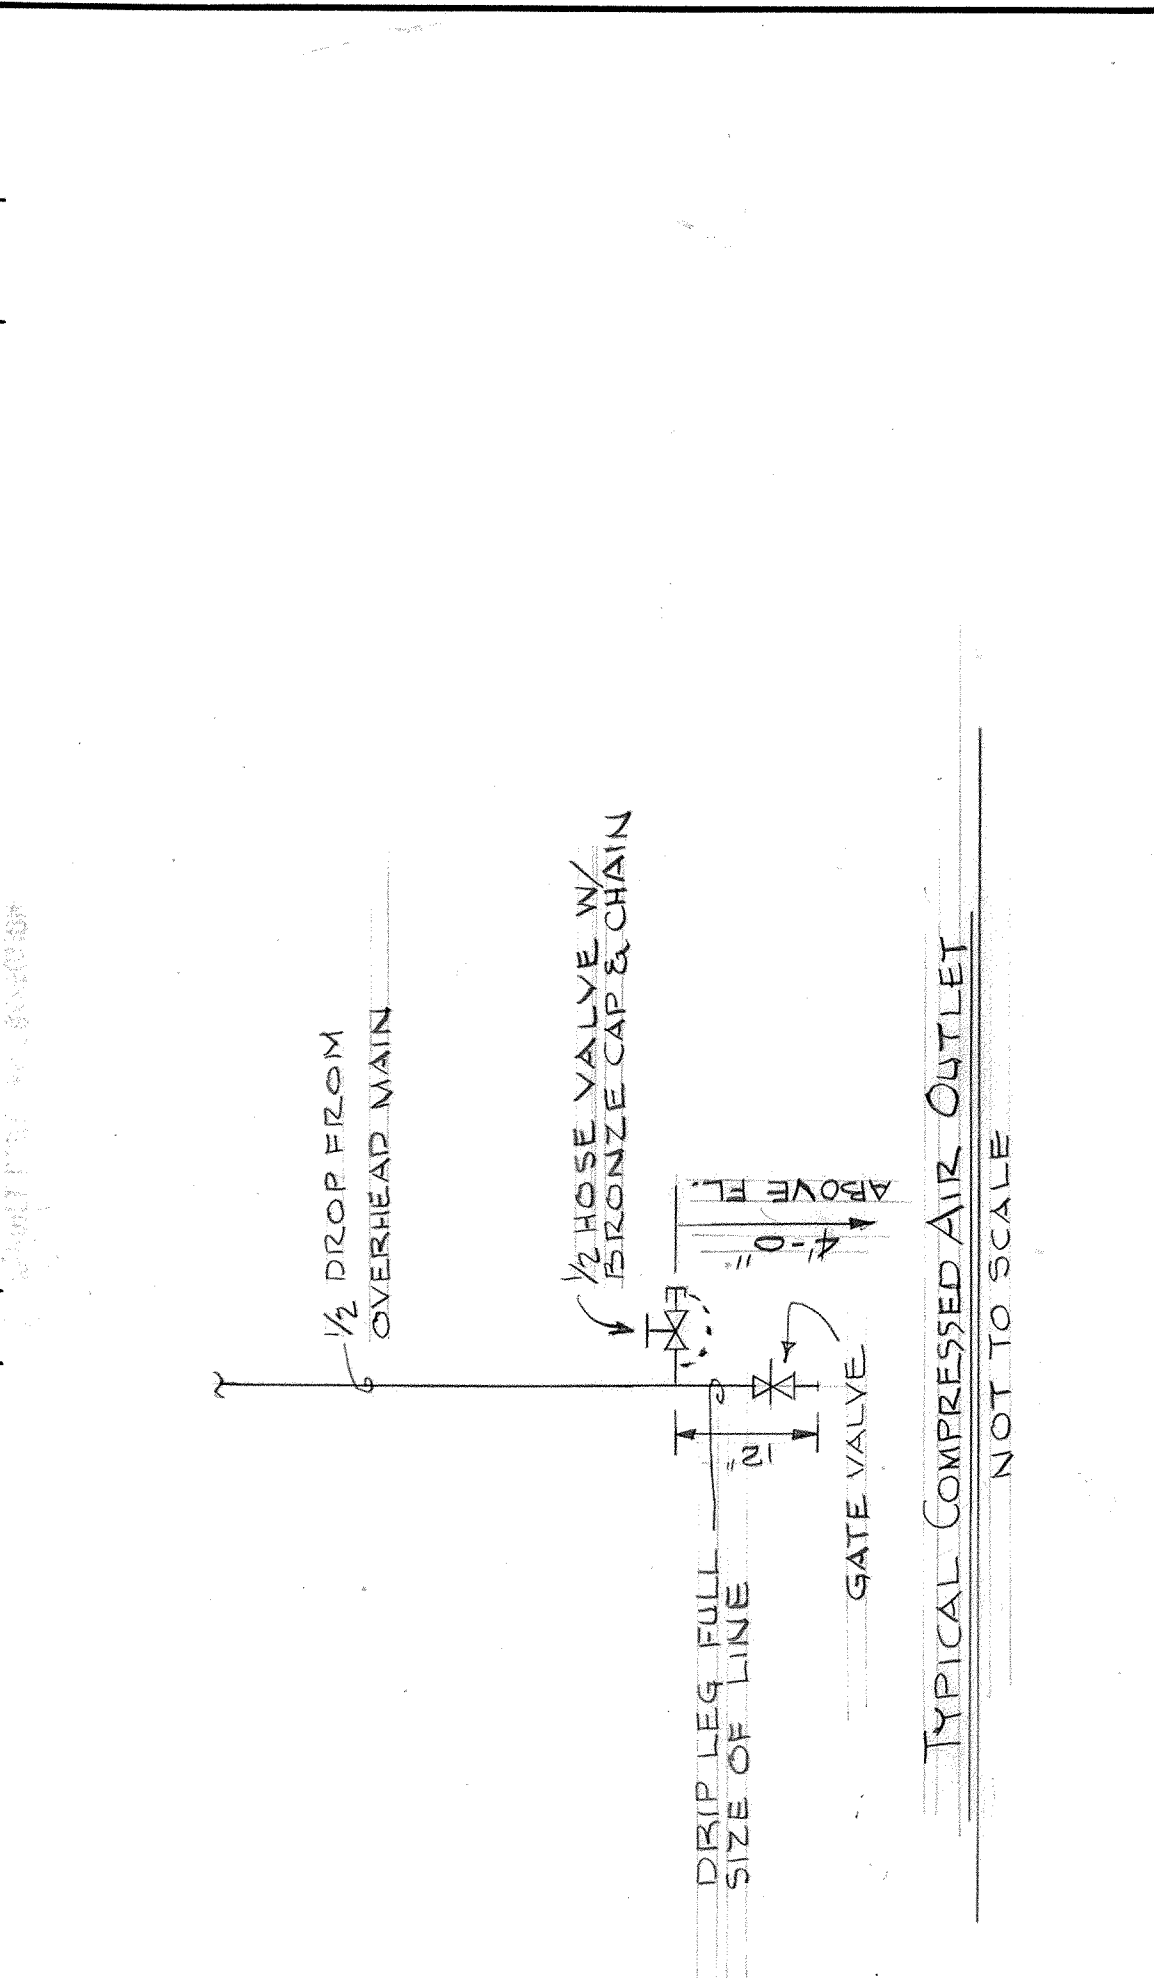 1/2 DROP FROM
OVERHEAD MAIN
1/2 HOSE VALVE W/
BRONZE CAP & CHAIN
4'-0"
ABOVE FL.
12"
DRIP LEG FULL
SIZE OF LINE
GATE VALVE
TYPICAL COMPRESSED AIR OUTLET
NOT TO SCALE